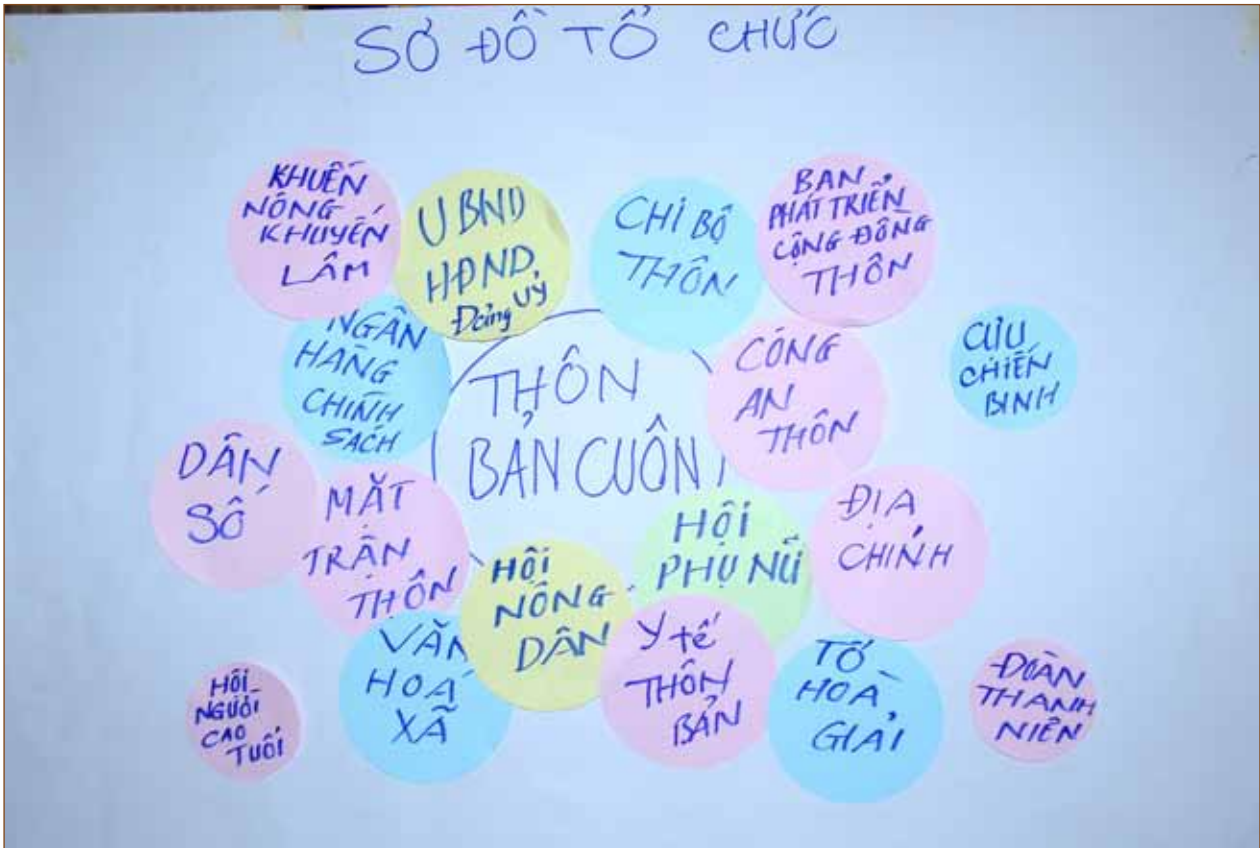 SƠ ĐỒ TỔ CHỨC
KHUẾN
NÔNG
KHUYẾN
LÂM
UBND
HĐND,
Đảng uỷ
CHI BỘ
THÔN
BAN
PHÁT TRIỂN
CỘNG ĐỒNG
THÔN
NGÂN
HÀNG
CHÍNH
SÁCH
THÔN
BẢN CUÔN
CÔNG
AN
THÔN
CỰU
CHIẾN
BINH
DÂN
SỐ
MẶT
TRẬN
THÔN
HỘI
NÔNG
DÂN
HỘI
PHỤ NỮ
ĐỊA
CHÍNH
HỘI
NGƯỜI
CAO
TUỔI
VĂN
HOÁ
XÃ
Y tế
THÔN
BẢN
TỔ
HOÀ
GIẢI
ĐOÀN
THANH
NIÊN